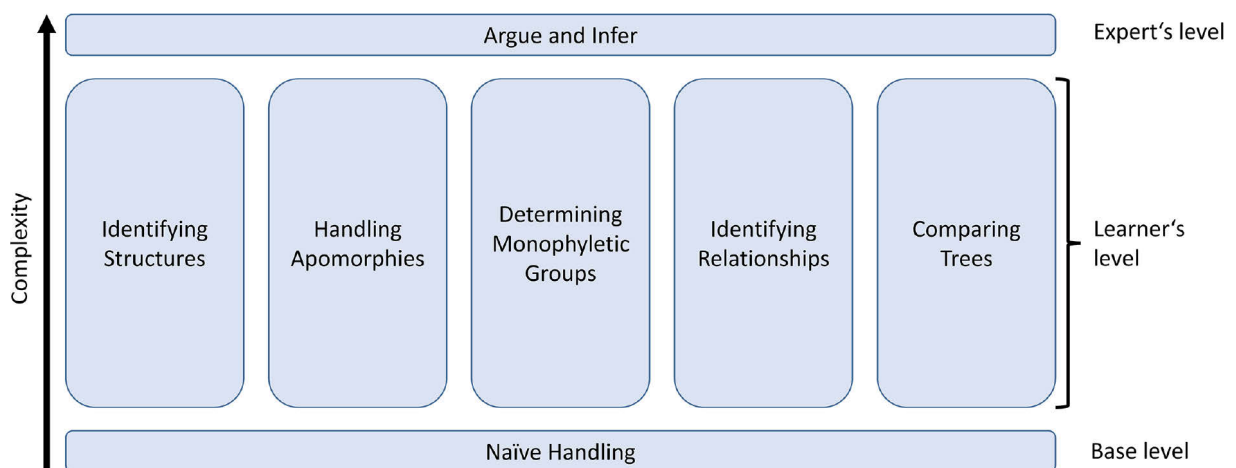 Argue and Infer
Expert‘s level
Complexity
Identifying
Structures
Handling
Apomorphies
Determining
Monophyletic
Groups
Identifying
Relationships
Comparing
Trees
Learner‘s
level
Naïve Handling
Base level